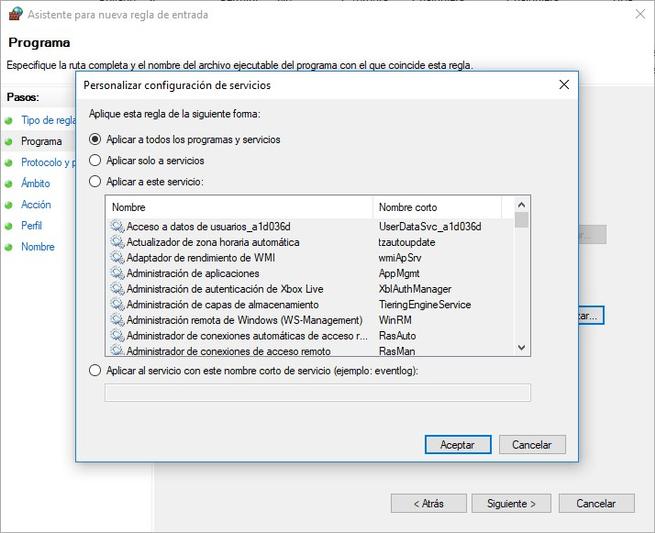 Asistente para nueva regla de entrada
Programa
Especifique la ruta completa y el nombre del archivo ejecutable del programa con el que coincide esta regla.
Pasos:
Tipo de regla
Programa
Protocolo y p
Ámbito
Acción
Perfil
Nombre
Personalizar configuración de servicios
Aplique esta regla de la siguiente forma:
Aplicar a todos los programas y servicios
Aplicar solo a servicios
Aplicar a este servicio:
Nombre Nombre corto
Acceso a datos de usuarios_a1d036d UserDataSvc_a1d036d
Actualizador de zona horaria automática tzautoupdate
Adaptador de rendimiento de WMI wmiApSrv
Administración de aplicaciones AppMgmt
Administración de autenticación de Xbox Live XblAuthManager
Administración de capas de almacenamiento TieringEngineService
Administración remota de Windows (WS-Management) WinRM
Administrador de conexiones automáticas de acceso r... RasAuto
Administrador de conexiones de acceso remoto RasMan
Aplicar al servicio con este nombre corto de servicio (ejemplo: eventlog):
Aceptar Cancelar
zar...
< Atrás Siguiente > Cancelar